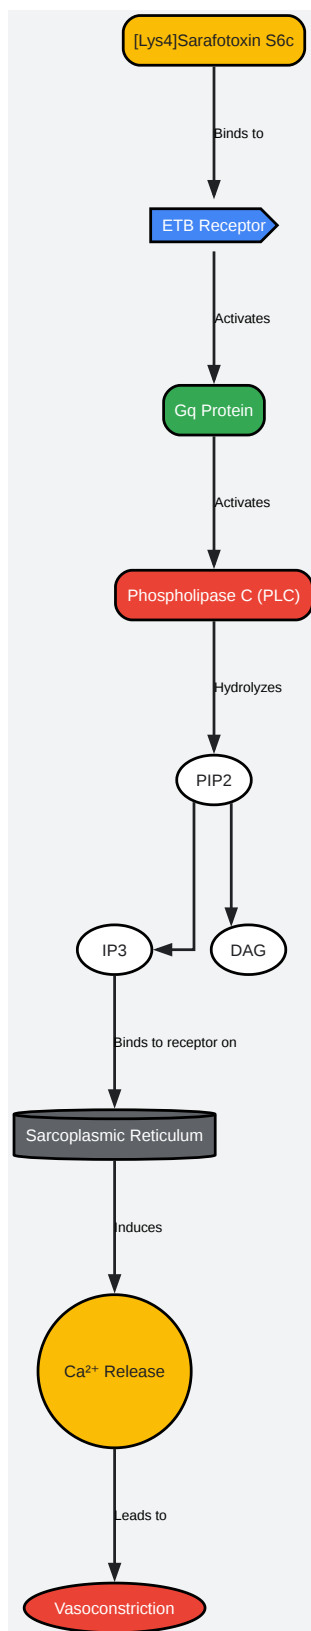 [Lys4]Sarafotoxin S6c
Binds to
ETB Receptor
Activates
Gq Protein
Activates
Phospholipase C (PLC)
Hydrolyzes
PIP2
IP3
DAG
Binds to receptor on
Sarcoplasmic Reticulum
Induces
Ca²⁺ Release
Leads to
Vasoconstriction